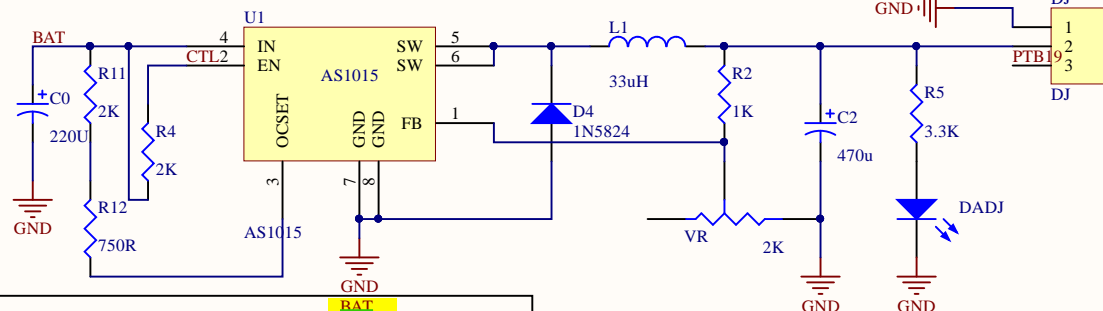 DJ
GND
U1
BAT
4
IN
SW
5
L1
1
2
CTL
2
EN
SW
6
PTB19
3
R11
AS1015
R2
2K
33uH
R5
DJ
C0
D4
1K
OCSET
GND
GND
FB
1
C2
220U
R4
1N5824
3.3K
2K
470u
3
7
8
R12
DADJ
AS1015
VR
750R
2K
GND
GND
GND
GND
BAT